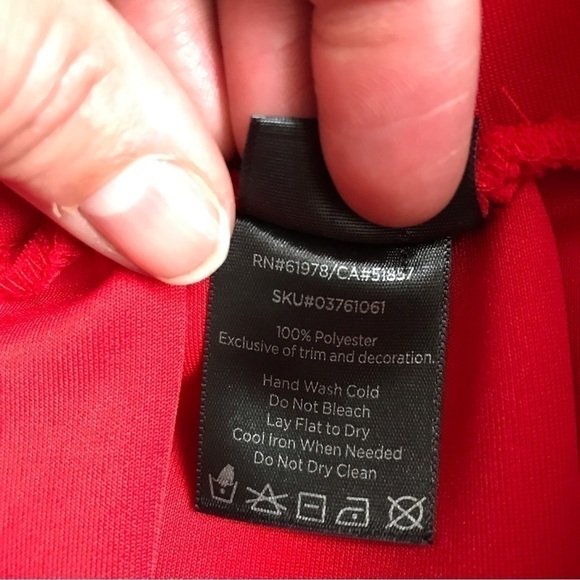 RN#61978/CA#51857
SKU#03761061
100% Polyester
Exclusive of trim and decoration.
Hand Wash Cold
Do Not Bleach
Lay Flat to Dry
Cool Iron When Needed
Do Not Dry Clean